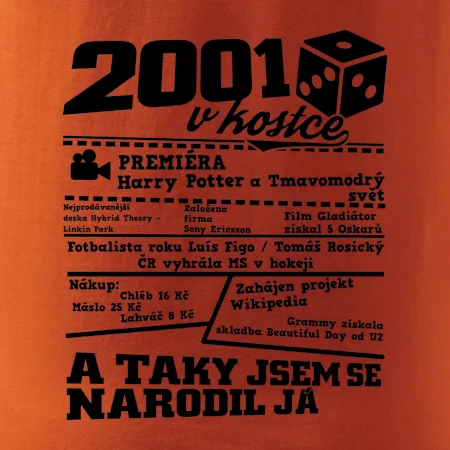 2001
v kostce
PREMIÉRA
Harry Potter a Tmavomodrý
svět
Nejprodávanější
deska Hybrid Theory -
Linkin Park
Založena
firma
Sony Ericsson
Film Gladiátor
získal 5 Oskarů
Fotbalista roku Luís Figo / Tomáš Rosický
ČR vyhrála MS v hokeji
Nákup:
Chléb 16 Kč
Máslo 25 Kč
Lahváč 8 Kč
Zahájen projekt
Wikipedia
Grammy získala
skladba Beautiful Day od U2
A TAKY JSEM SE
NARODIL JÁ